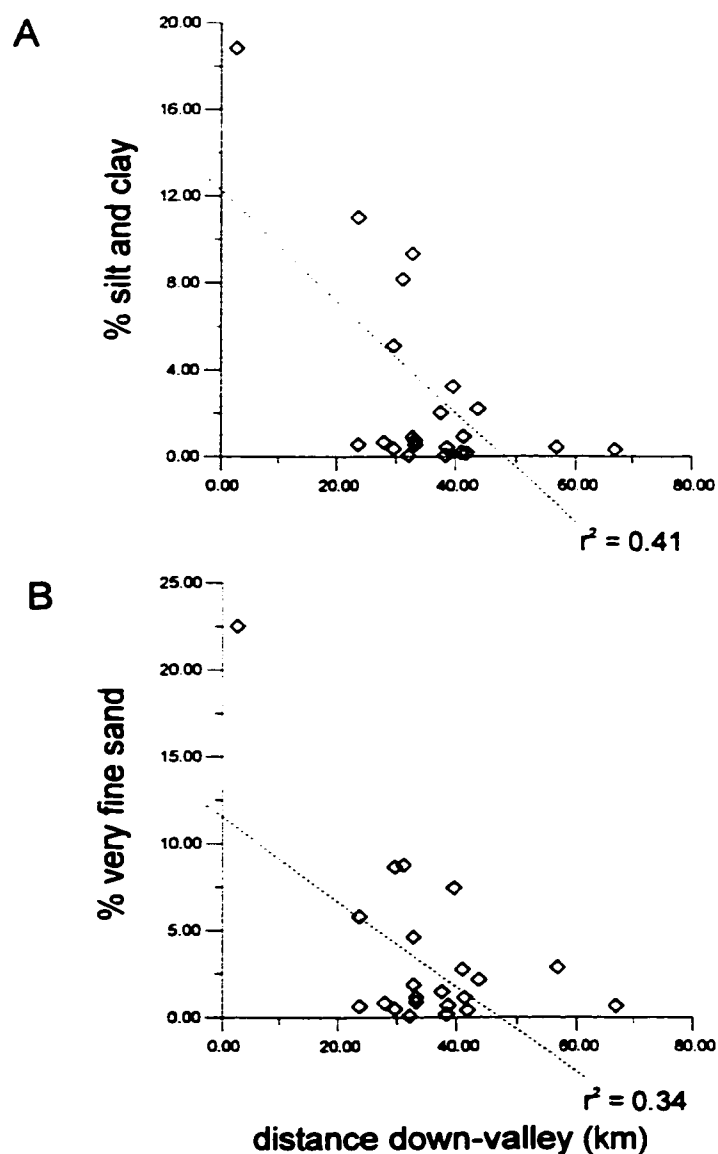 A
20.00
16.00
12.00
8.00
4.00
0.00
% silt and clay
0.00 20.00 40.00 60.00 80.00
r² = 0.41
B
25.00
20.00
15.00
10.00
5.00
0.00
% very fine sand
0.00 20.00 40.00 60.00 80.00
r² = 0.34
distance down-valley (km)